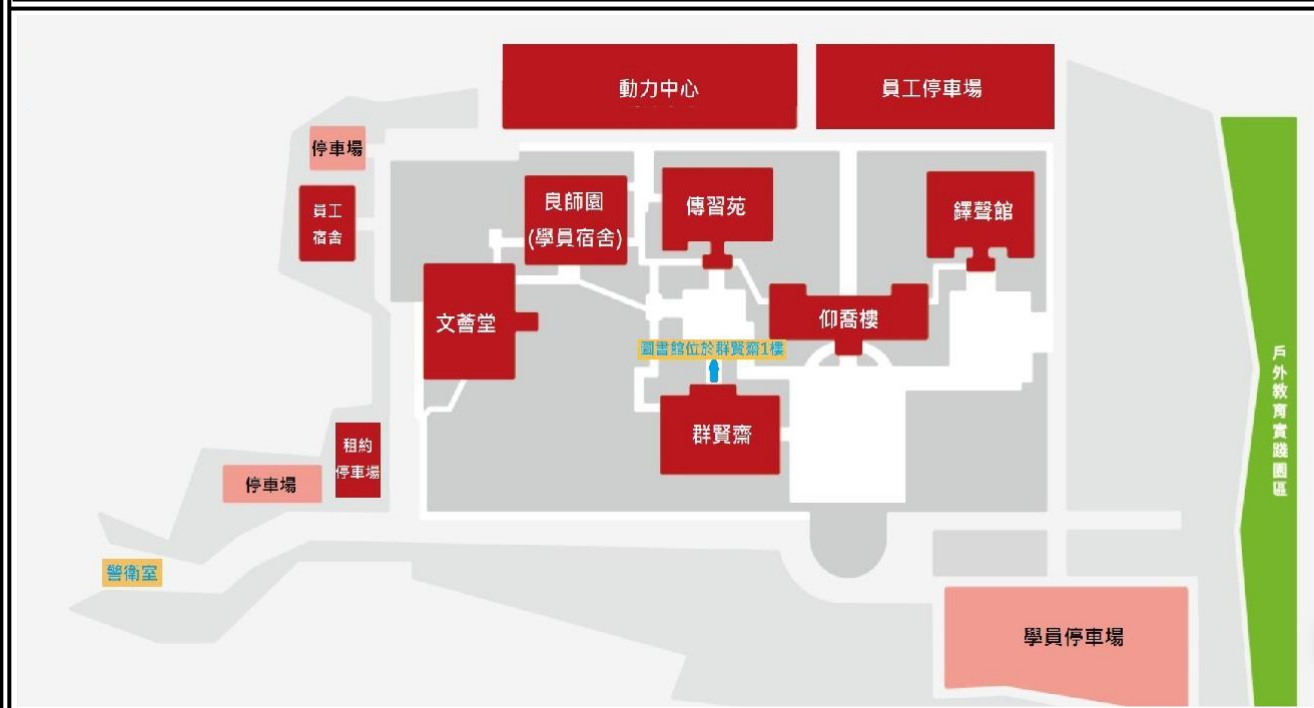 動力中心
員工停車場
停車場
員工
宿舍
良師園
(學員宿舍)
傳習苑
鐸聲館
文薈堂
仰喬樓
圖書館位於群賢齋1樓
群賢齋
租約
停車場
停車場
警衛室
學員停車場
戶外教育實踐園區